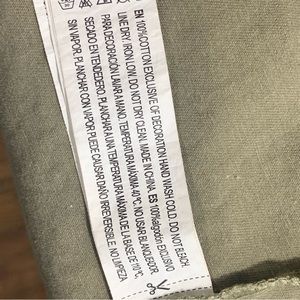 EN 100%COTTON EXCLUSIVE OF DECORATION HAND WASH COLD. DO NOT BLEACH.
LINE DRY. IRON LOW. DO NOT DRY CLEAN. MADE IN CHINA. ES 100%algodón EXCLUSIVO
PARA DECORACIÓN LAVAR A MANO. TEMPERATURA MÁXIMA 40 ºC. NO USAR BLANQUEADOR
EN TENDEDERO. PLANCHAR A UNA TEMPERATURA MÁXIMA DE LA BASE DE 110ºC
SIN VAPOR. PLANCHAR CON VAPOR PUEDE CAUSAR DAÑO IRREVERSIBLE. NO LIMPIEZA